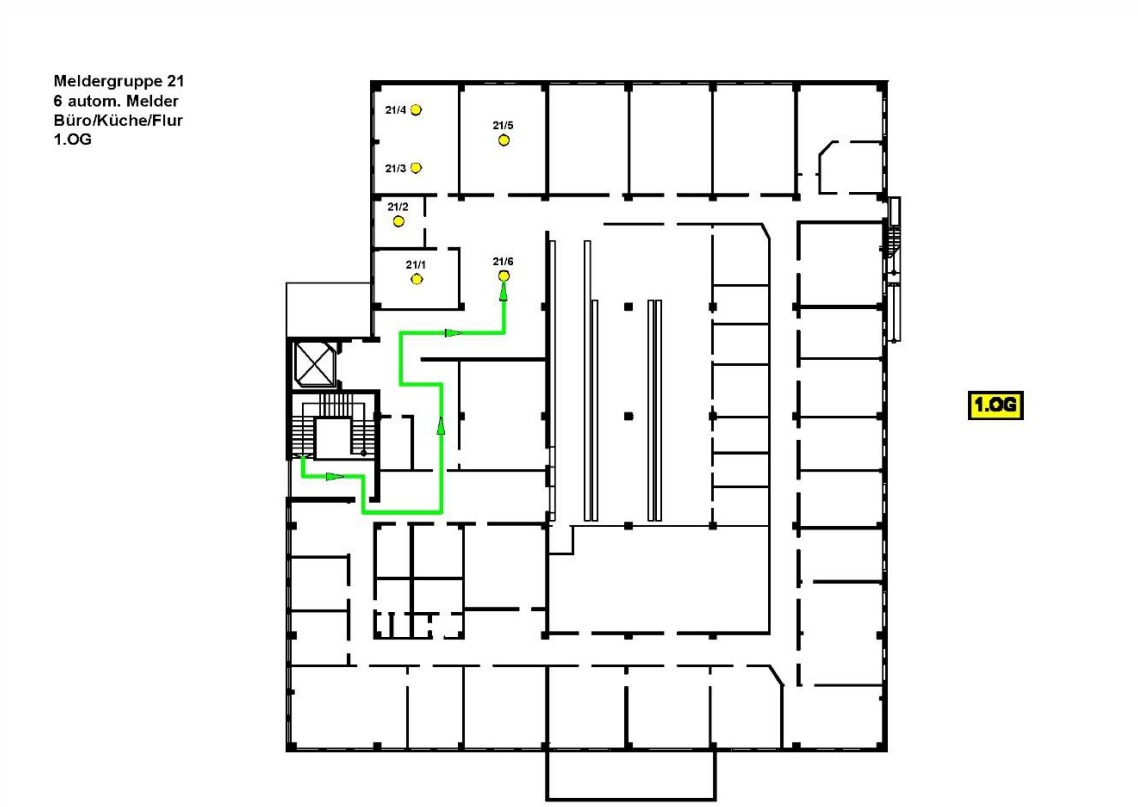 Meldergruppe 21
6 autom. Melder
Büro/Küche/Flur
1.OG
21/4
21/5
21/3
21/2
21/1
21/6
1.OG